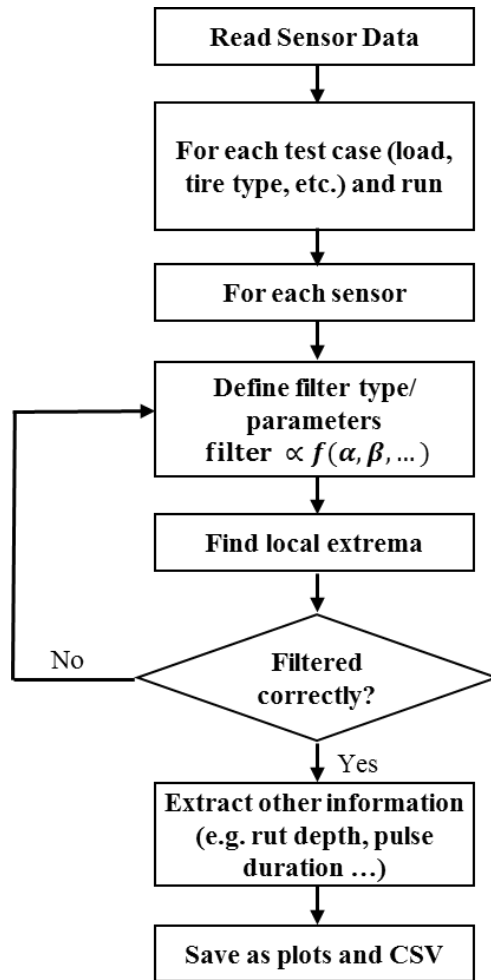 Read Sensor Data
For each test case (load,
tire type, etc.) and run
For each sensor
Define filter type/
parameters
filter ∝ f(α, β, …)
Find local extrema
No
Filtered
correctly?
Yes
Extract other information
(e.g. rut depth, pulse
duration …)
Save as plots and CSV